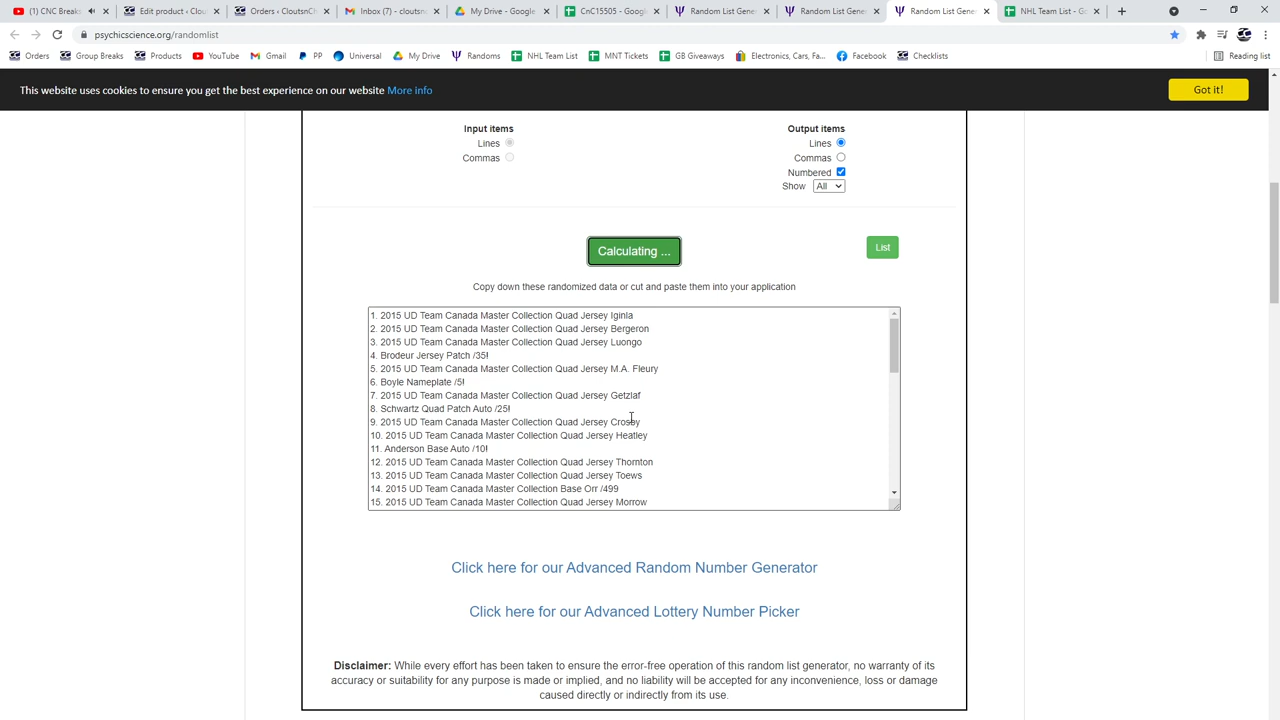 (1) CNC Breaks
Edit product ‹ Clout
Orders ‹ CloutsnCh
Inbox (7) - cloutsnc
My Drive - Google
CnC15505 - Google
Random List Gene
Random List Gene
Random List Gene
NHL Team List - Go
psychicscience.org/randomlist
Orders
Group Breaks
Products
YouTube
Gmail
PP
Universal
My Drive
Randoms
NHL Team List
MNT Tickets
GB Giveaways
Electronics, Cars, Fa...
Facebook
Checklists
Reading list
This website uses cookies to ensure you get the best experience on our website More info
Got it!
Input items
Output items
Lines
Lines
Commas
Commas
Numbered
Show All
Calculating ...
List
Copy down these randomized data or cut and paste them into your application
1. 2015 UD Team Canada Master Collection Quad Jersey Iginla
2. 2015 UD Team Canada Master Collection Quad Jersey Bergeron
3. 2015 UD Team Canada Master Collection Quad Jersey Luongo
4. Brodeur Jersey Patch /35!
5. 2015 UD Team Canada Master Collection Quad Jersey M.A. Fleury
6. Boyle Nameplate /5!
7. 2015 UD Team Canada Master Collection Quad Jersey Getzlaf
8. Schwartz Quad Patch Auto /25!
9. 2015 UD Team Canada Master Collection Quad Jersey Crosby
10. 2015 UD Team Canada Master Collection Quad Jersey Heatley
11. Anderson Base Auto /10!
12. 2015 UD Team Canada Master Collection Quad Jersey Thornton
13. 2015 UD Team Canada Master Collection Quad Jersey Toews
14. 2015 UD Team Canada Master Collection Base Orr /499
15. 2015 UD Team Canada Master Collection Quad Jersey Morrow
Click here for our Advanced Random Number Generator
Click here for our Advanced Lottery Number Picker
Disclaimer: While every effort has been taken to ensure the error-free operation of this random list generator, no warranty of its
accuracy or suitability for any purpose is made or implied, and no liability will be accepted for any inconvenience, loss or damage
caused directly or indirectly from its use.